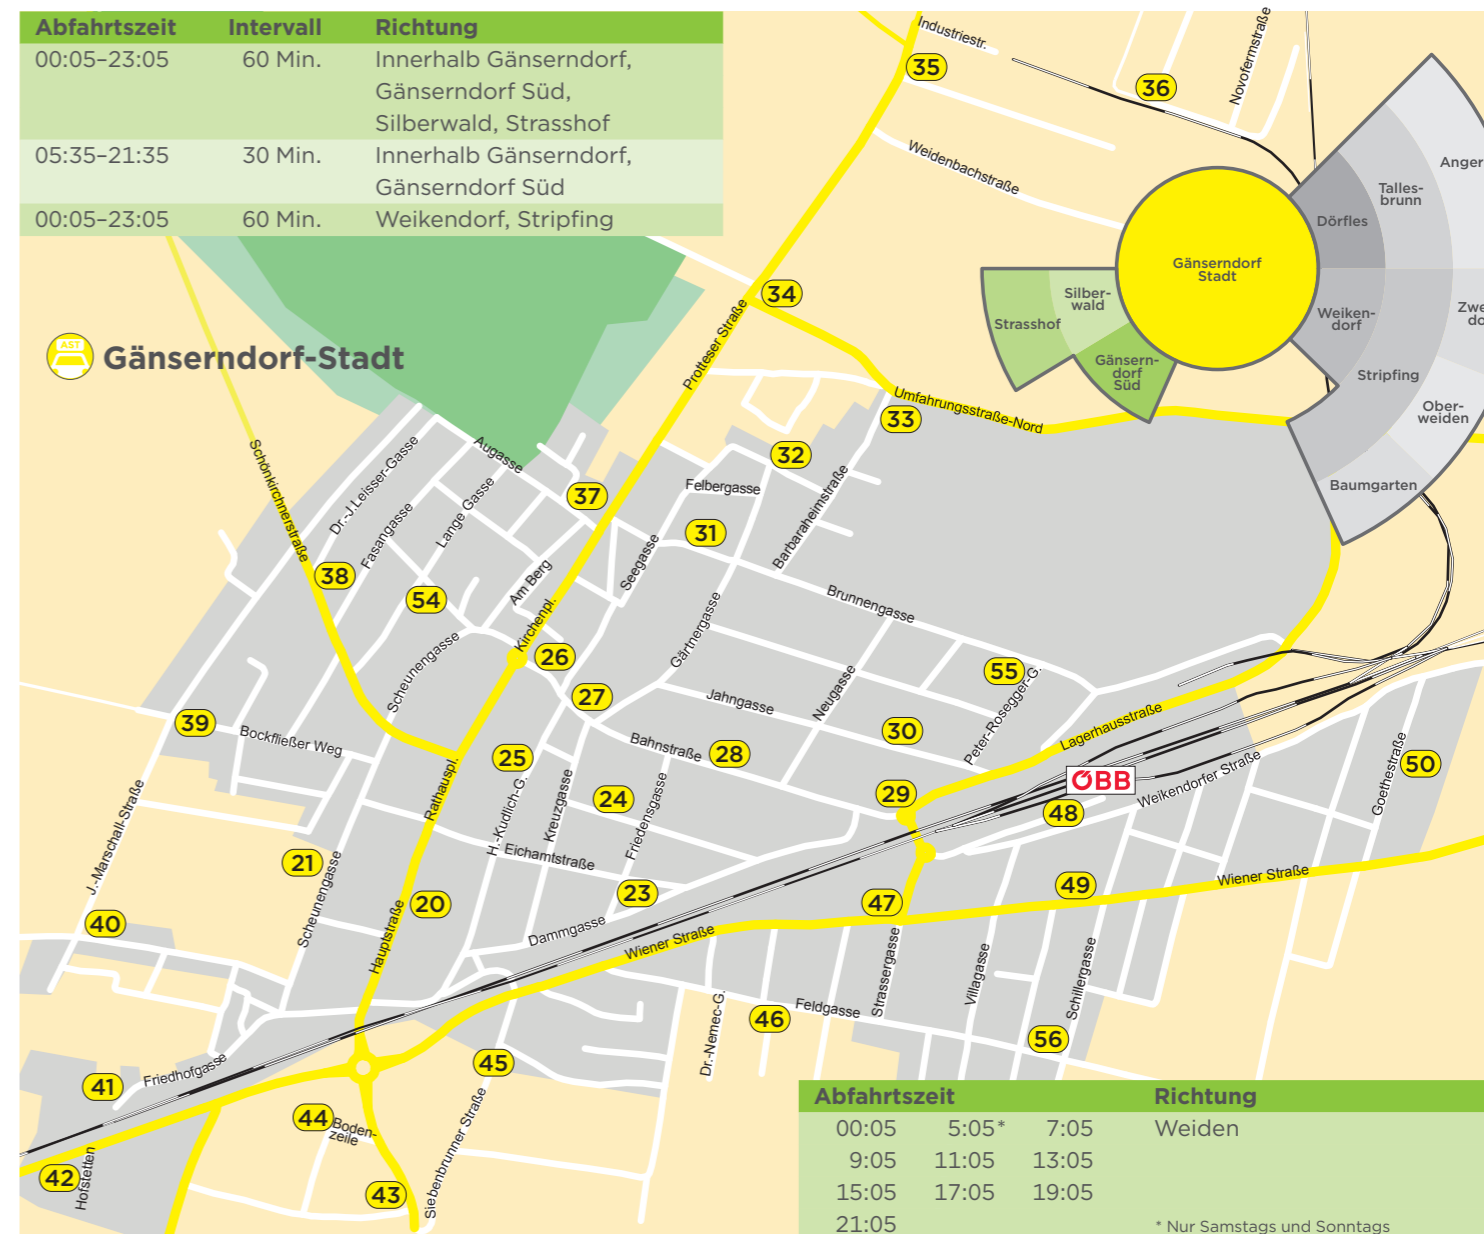 Abfahrtszeit Intervall Richtung
00:05–23:05 60 Min. Innerhalb Gänserndorf,
Gänserndorf Süd,
Silberwald, Strasshof
05:35–21:35 30 Min. Innerhalb Gänserndorf,
Gänserndorf Süd
00:05–23:05 60 Min. Weikendorf, Stripfing
Industriestr.
35
36
Novofermstraße
Weidenbachstraße
Anger
Talles-
brunn
Dörfles
Gänserndorf
Stadt
Silber-
wald
Strasshof
Gänsern-
dorf
Süd
Weiken-
dorf
Zwe
do
Stripfing
Ober-
weiden
Baumgarten
34
AST
Gänserndorf-Stadt
Protteser Straße
Umfahrungsstraße-Nord
33
Schönkirchnerstraße
Dr.-J.Leisser-Gasse
Augasse
32
Felbergasse
37
Lange Gasse
Fasangasse
31
Barbaraheimstraße
Seegasse
38
54
Am Berg
Brunnengasse
Kirchenpl.
Gärtnergasse
Scheunengasse
26
55
27
Jahngasse
Neugasse
Peter-Rosegger-G.
39
Bockfließer Weg
Bahnstraße
28
30
Lagerhausstraße
25
Rathauspl.
ÖBB
Weikendorfer Straße
Goethestraße
50
24
29
48
J.-Marschall-Straße
H.-Kudlich-G.
Kreuzgasse
Friedensgasse
Eichamtstraße
21
Scheunengasse
23
20
47
49
Wiener Straße
40
Hauptstraße
Dammgasse
Wiener Straße
Strassergasse
Villagasse
Schillergasse
Feldgasse
46
Dr.-Nemec-G.
56
45
Friedhofgasse
41
44
Boden-
zeile
Siebenbrunner Straße
42
Hofstetten
43
Abfahrtszeit Richtung
00:05 5:05* 7:05 Weiden
9:05 11:05 13:05
15:05 17:05 19:05
21:05 * Nur Samstags und Sonntags